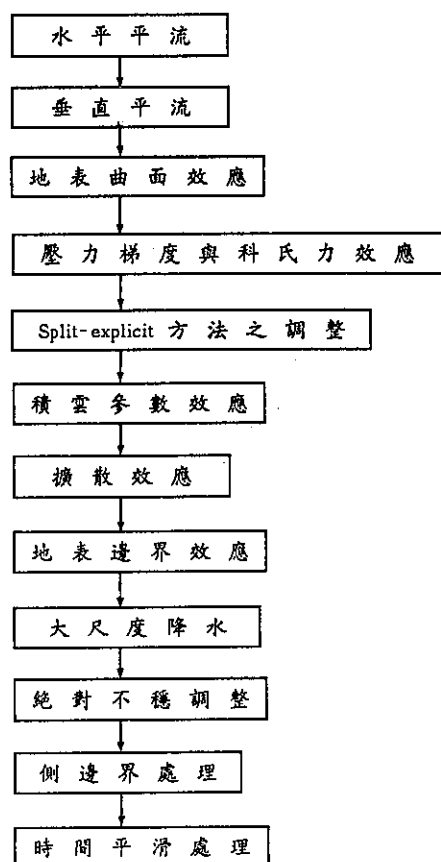 水平平流
垂直平流
地表曲面效應
壓力梯度與科氏力效應
Split-explicit 方法之調整
積雲參數效應
擴散效應
地表邊界效應
大尺度降水
絕對不穩調整
側邊界處理
時間平滑處理